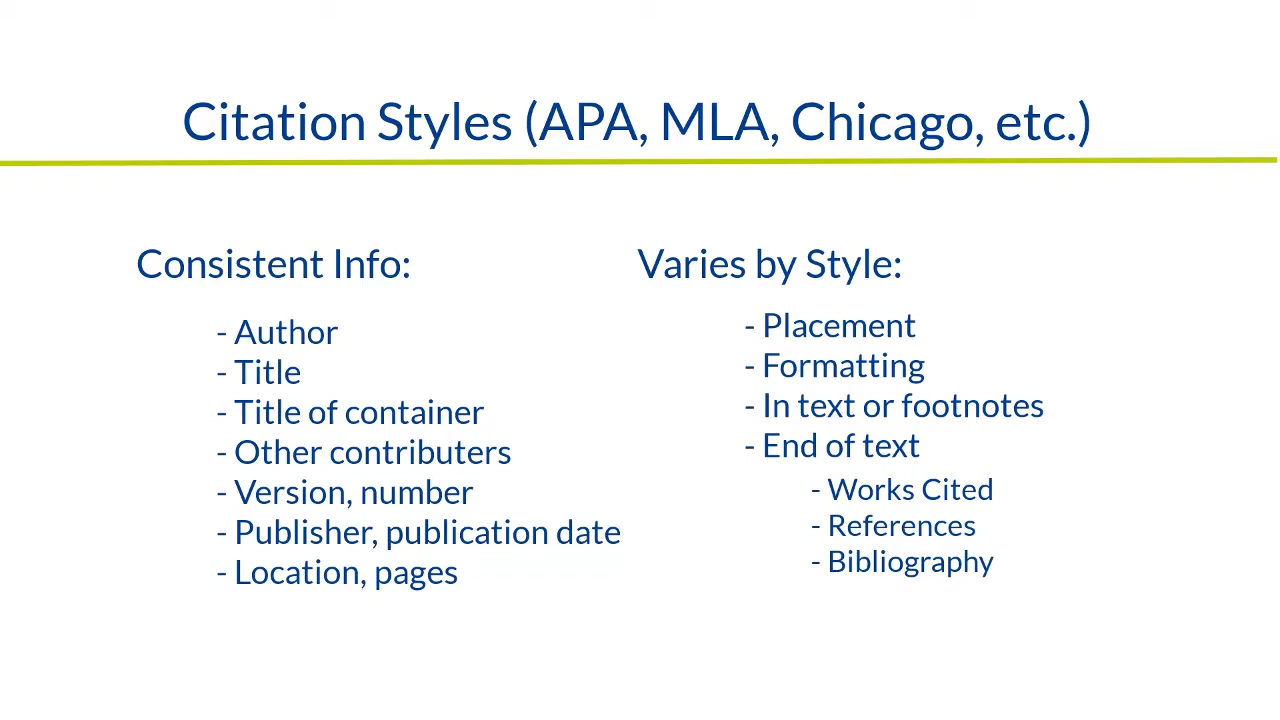 Citation Styles (APA, MLA, Chicago, etc.)
Consistent Info:
- Author
- Title
- Title of container
- Other contributers
- Version, number
- Publisher, publication date
- Location, pages
Varies by Style:
- Placement
- Formatting
- In text or footnotes
- End of text
- Works Cited
- References
- Bibliography